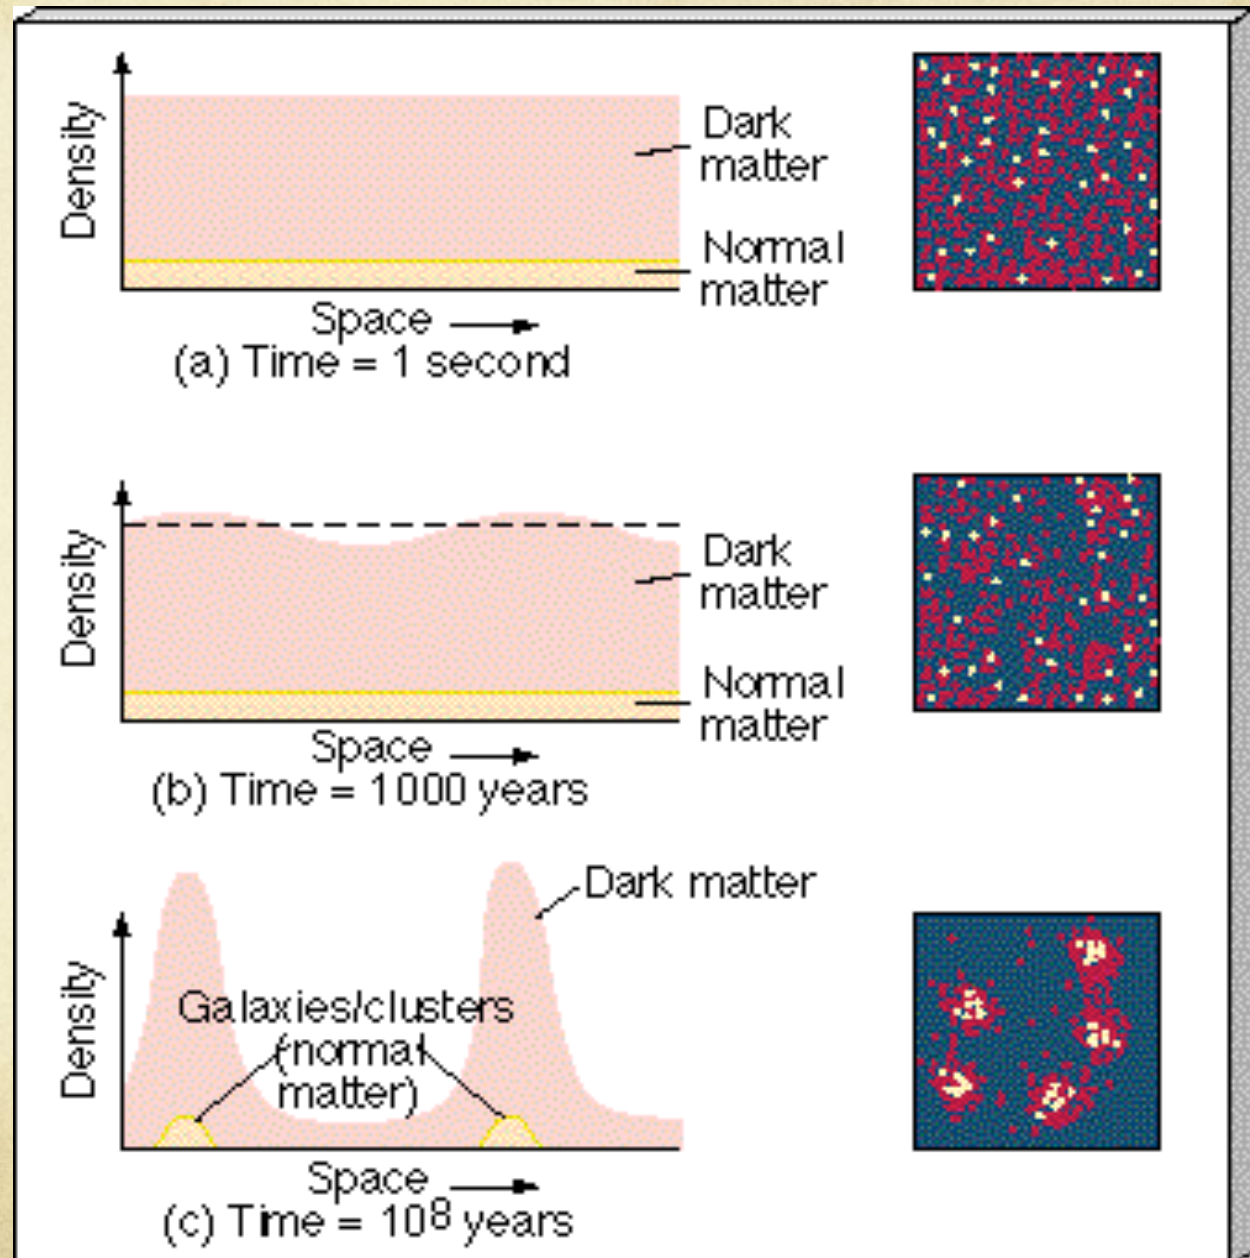 Density
Dark
matter
Normal
matter
Space
(a) Time = 1 second
Density
Dark
matter
Normal
matter
Space
(b) Time = 1000 years
Dark matter
Density
Galaxies/clusters
(normal
matter)
Space
(c) Time = 10⁸ years